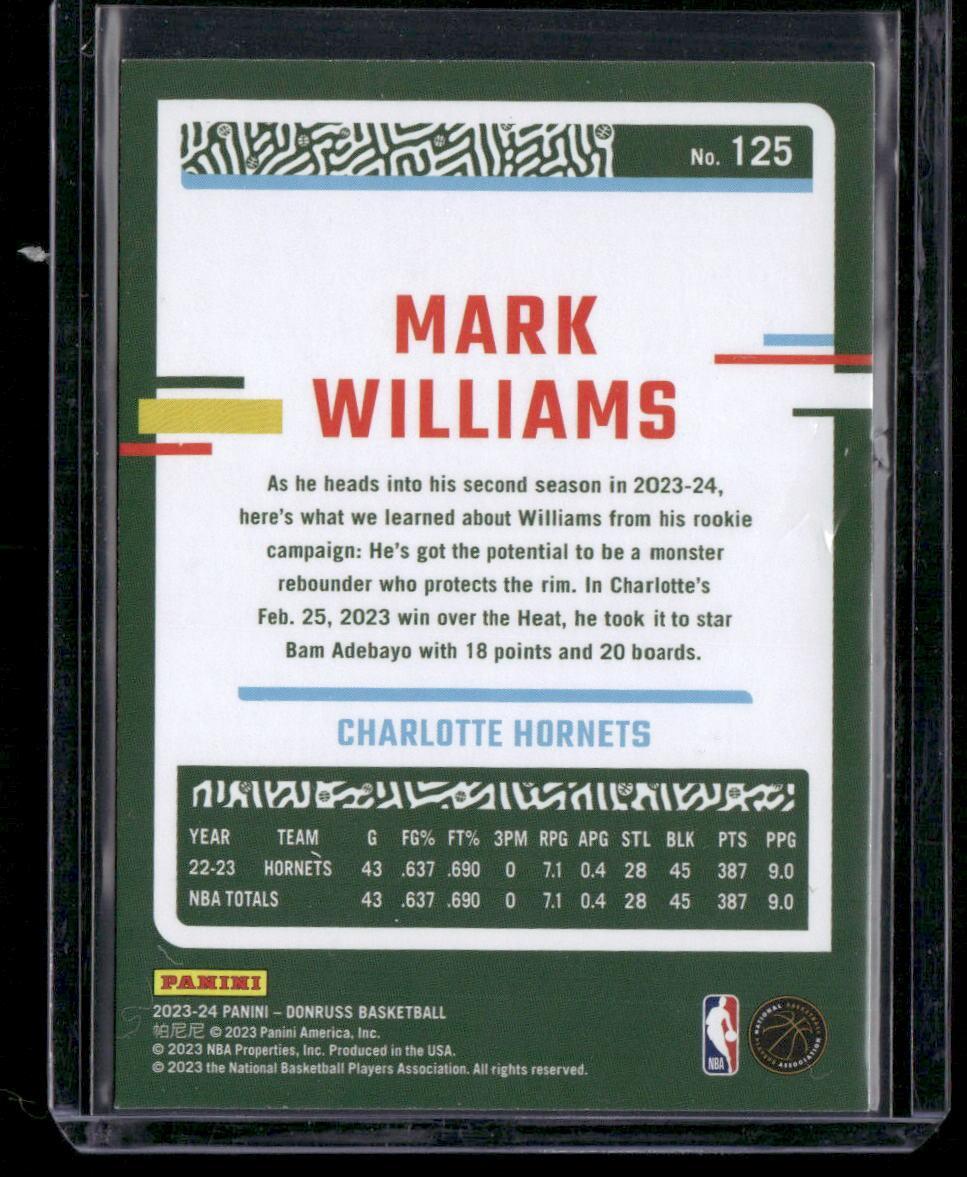 No. 125
MARK
WILLIAMS
As he heads into his second season in 2023-24,
here's what we learned about Williams from his rookie
campaign: He's got the potential to be a monster
rebounder who protects the rim. In Charlotte's
Feb. 25, 2023 win over the Heat, he took it to star
Bam Adebayo with 18 points and 20 boards.
CHARLOTTE HORNETS
YEAR TEAM G FG% FT% 3PM RPG APG STL BLK PTS PPG
22-23 HORNETS 43 .637 .690 0 7.1 0.4 28 45 387 9.0
NBA TOTALS 43 .637 .690 0 7.1 0.4 28 45 387 9.0
PANINI
2023-24 PANINI – DONRUSS BASKETBALL
帕尼尼 © 2023 Panini America, Inc.
© 2023 NBA Properties, Inc. Produced in the USA.
© 2023 the National Basketball Players Association. All rights reserved.
NBA
NATIONAL BASKETBALL PLAYERS ASSOCIATION